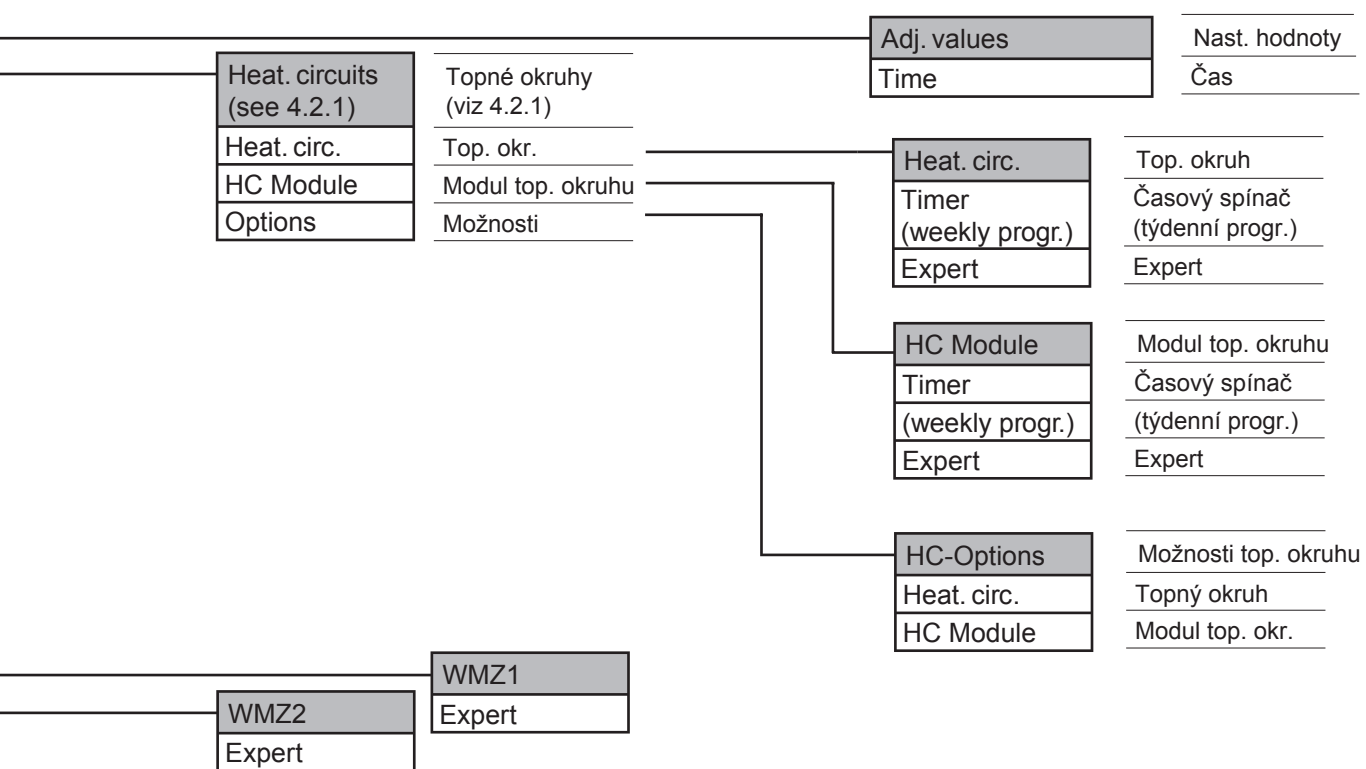 Adj. values
Nast. hodnoty
Time
Čas
Heat. circuits
(see 4.2.1)
Heat. circ.
HC Module
Options
Topné okruhy
(viz 4.2.1)
Top. okr.
Modul top. okruhu
Možnosti
Heat. circ.
Timer
(weekly progr.)
Expert
Top. okruh
Časový spínač
(týdenní progr.)
Expert
HC Module
Timer
(weekly progr.)
Expert
Modul top. okruhu
Časový spínač
(týdenní progr.)
Expert
HC-Options
Heat. circ.
HC Module
Možnosti top. okruhu
Topný okruh
Modul top. okr.
WMZ1
Expert
WMZ2
Expert